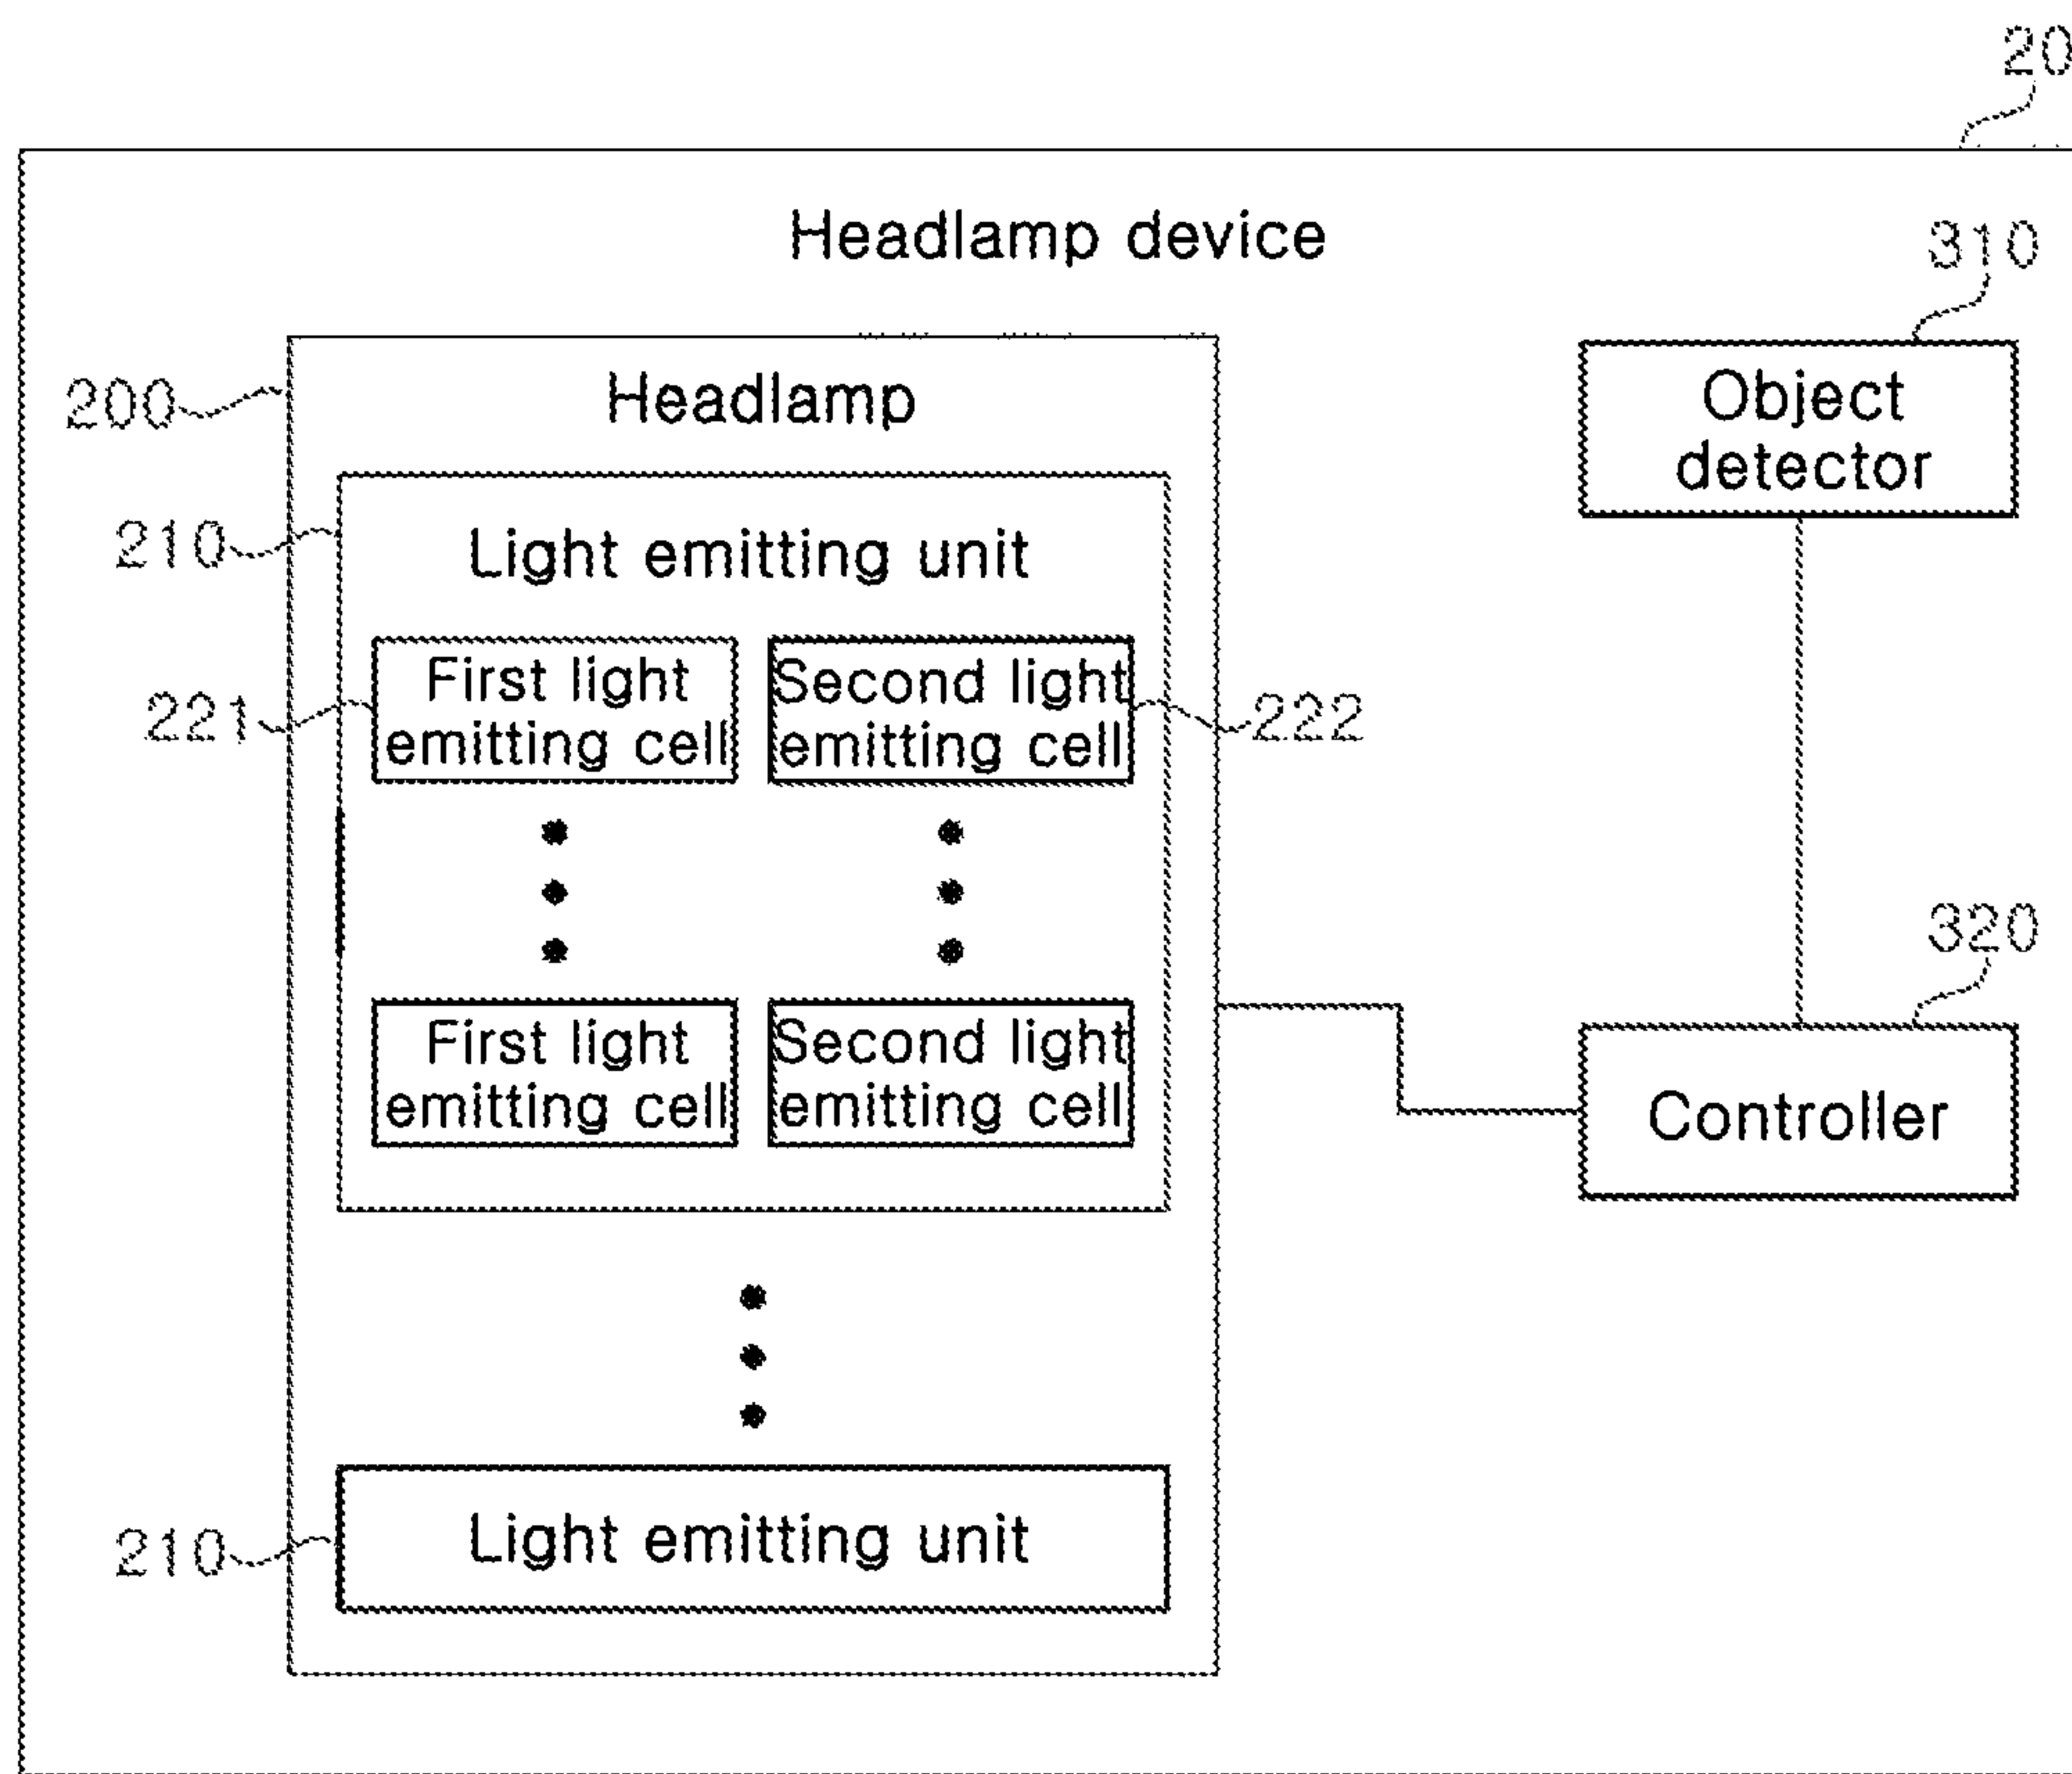 20
Headlamp device
310
200
Headlamp
Object
detector
210
Light emitting unit
221
First light
emitting cell
Second light
emitting cell
222
320
First light
emitting cell
Second light
emitting cell
Controller
210
Light emitting unit